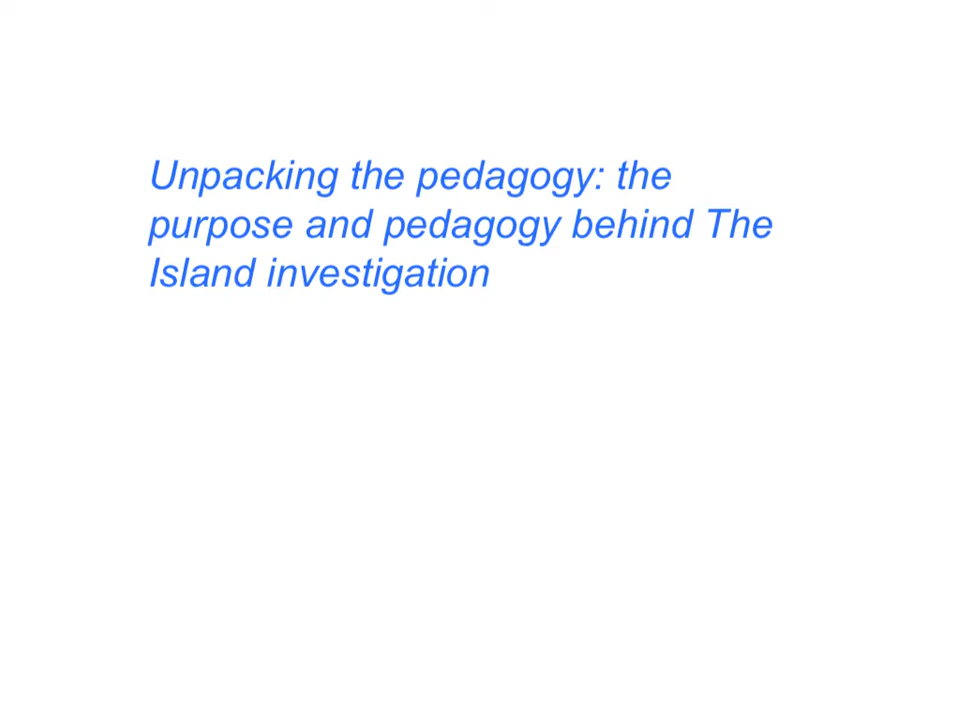 Unpacking the pedagogy: the
purpose and pedagogy behind The
Island investigation